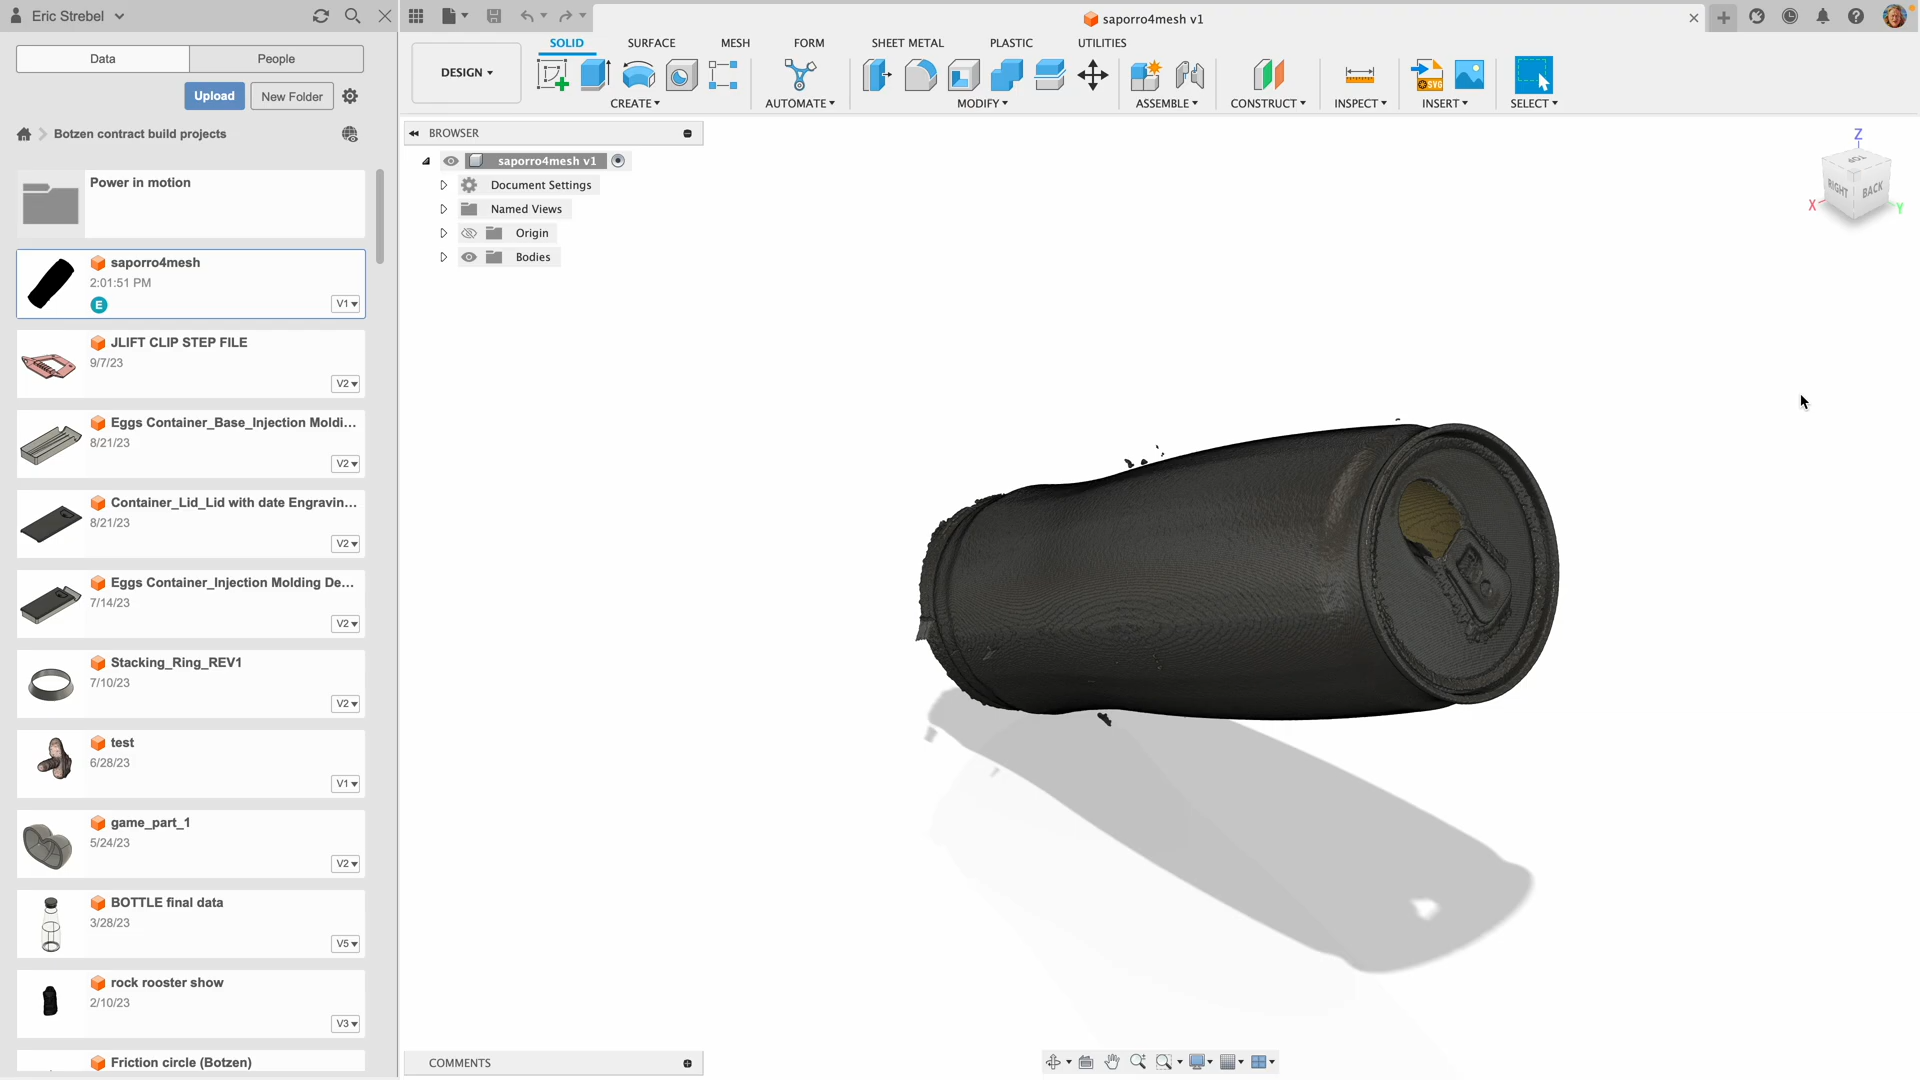 Eric Strebel
saporro4mesh v1
Data
People
Upload
New Folder
Botzen contract build projects
Power in motion
saporro4mesh
2:01:51 PM
E
V1
JLIFT CLIP STEP FILE
9/7/23
V2
Eggs Container_Base_Injection Moldi...
8/21/23
V2
Container_Lid_Lid with date Engravin...
8/21/23
V2
Eggs Container_Injection Molding De...
7/14/23
V2
Stacking_Ring_REV1
7/10/23
V2
test
6/28/23
V1
game_part_1
5/24/23
V2
BOTTLE final data
3/28/23
V5
rock rooster show
2/10/23
V3
Friction circle (Botzen)
DESIGN
SOLID
SURFACE
MESH
FORM
SHEET METAL
PLASTIC
UTILITIES
CREATE
AUTOMATE
MODIFY
ASSEMBLE
CONSTRUCT
INSPECT
SVG
INSERT
SELECT
BROWSER
saporro4mesh v1
Document Settings
Named Views
Origin
Bodies
Z
TOP
RIGHT
BACK
X
Y
COMMENTS